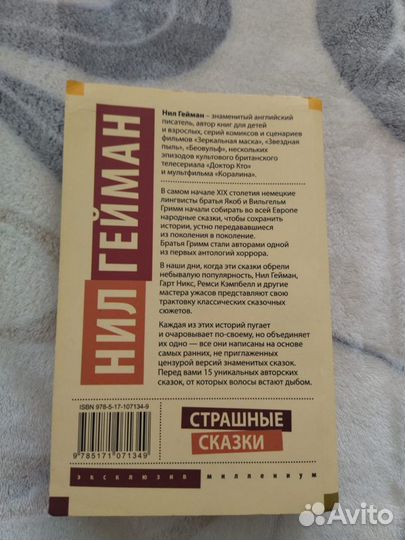 НИЛ ГЕЙМАН
Нил Гейман – знаменитый английский
писатель, автор книг для детей
и взрослых, серий комиксов и сценариев
фильмов «Зеркальная маска», «Звездная
пыль», «Беовульф», нескольких
эпизодов культового британского
телесериала «Доктор Кто»
и мультфильма «Коралина».
В самом начале XIX столетия немецкие
лингвисты братья Якоб и Вильгельм
Гримм начали собирать во всей Европе
народные сказки, чтобы сохранить
истории, устно передававшиеся
из поколения в поколение.
Братья Гримм стали авторами одной
из первых антологий хоррора.
В наши дни, когда эти сказки обрели
небывалую популярность, Нил Гейман,
Гарт Никс, Ремси Кэмпбелл и другие
мастера ужасов представляют свою
трактовку классических сказочных
сюжетов.
Каждая из этих историй пугает
и очаровывает по-своему, но объединяет
их одно — все они написаны на основе
самых ранних, не приглаженных
цензурой версий знаменитых сказок.
Перед вами 15 уникальных авторских
сказок, от которых волосы встают дыбом.
ISBN 978-5-17-107134-9
9 785171 071349
СТРАШНЫЕ
СКАЗКИ
эксклюзив миллениум
Avito